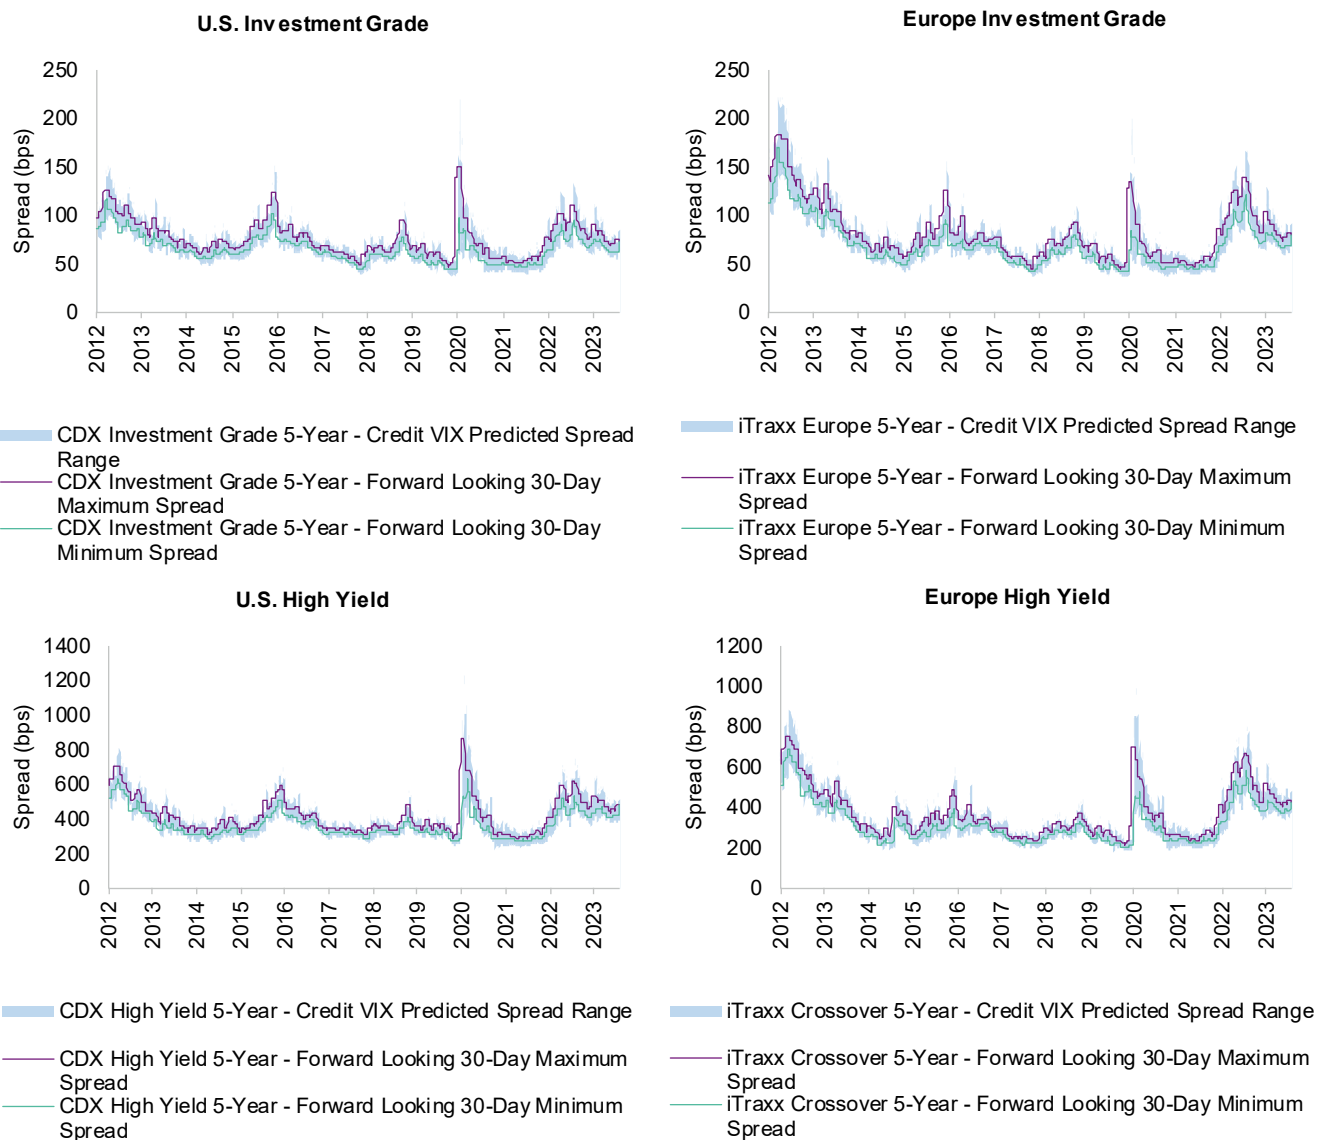 U.S. Investment Grade
250
200
150
100
50
0
Spread (bps)
2012
2013
2014
2015
2016
2017
2018
2019
2020
2021
2022
2023
CDX Investment Grade 5-Year - Credit VIX Predicted Spread
Range
CDX Investment Grade 5-Year - Forward Looking 30-Day
Maximum Spread
CDX Investment Grade 5-Year - Forward Looking 30-Day
Minimum Spread
Europe Investment Grade
250
200
150
100
50
0
Spread (bps)
2012
2013
2014
2015
2016
2017
2018
2019
2020
2021
2022
2023
iTraxx Europe 5-Year - Credit VIX Predicted Spread Range
iTraxx Europe 5-Year - Forward Looking 30-Day Maximum
Spread
iTraxx Europe 5-Year - Forward Looking 30-Day Minimum
Spread
U.S. High Yield
1400
1200
1000
800
600
400
200
0
Spread (bps)
2012
2013
2014
2015
2016
2017
2018
2019
2020
2021
2022
2023
CDX High Yield 5-Year - Credit VIX Predicted Spread Range
CDX High Yield 5-Year - Forward Looking 30-Day Maximum
Spread
CDX High Yield 5-Year - Forward Looking 30-Day Minimum
Spread
Europe High Yield
1200
1000
800
600
400
200
0
Spread (bps)
2012
2013
2014
2015
2016
2017
2018
2019
2020
2021
2022
2023
iTraxx Crossover 5-Year - Credit VIX Predicted Spread Range
iTraxx Crossover 5-Year - Forward Looking 30-Day Maximum
Spread
iTraxx Crossover 5-Year - Forward Looking 30-Day Minimum
Spread